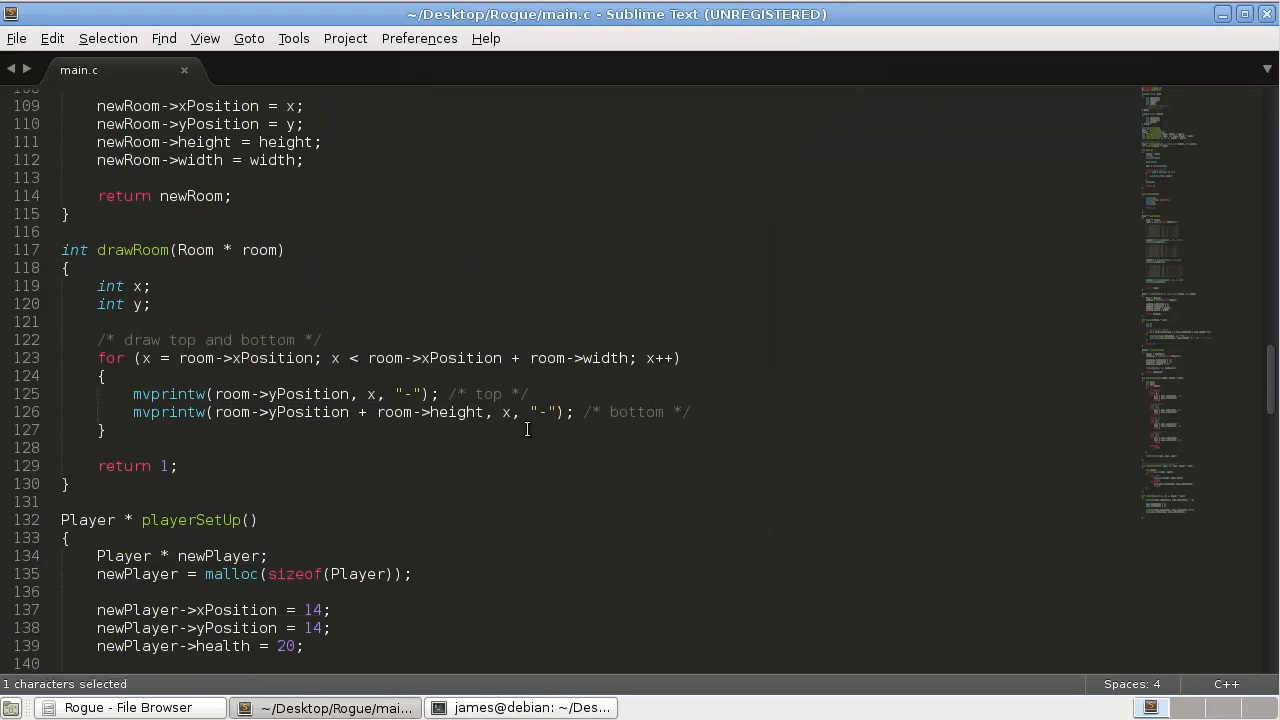 ~/Desktop/Rogue/main.c - Sublime Text (UNREGISTERED)
File Edit Selection Find View Goto Tools Project Preferences Help
main.c
109 newRoom->xPosition = x;
110 newRoom->yPosition = y;
111 newRoom->height = height;
112 newRoom->width = width;
113
114 return newRoom;
115 }
116
117 int drawRoom(Room * room)
118 {
119 int x;
120 int y;
121
122 /* draw top and bottom */
123 for (x = room->xPosition; x < room->xPosition + room->width; x++)
124 {
125 mvprintw(room->yPosition, x, "-"); /* top */
126 mvprintw(room->yPosition + room->height, x, "-"); /* bottom */
127 }
128
129 return 1;
130 }
131
132 Player * playerSetUp()
133 {
134 Player * newPlayer;
135 newPlayer = malloc(sizeof(Player));
136
137 newPlayer->xPosition = 14;
138 newPlayer->yPosition = 14;
139 newPlayer->health = 20;
140
1 characters selected Spaces: 4 C++
Rogue - File Browser ~/Desktop/Rogue/mai... james@debian: ~/Des...